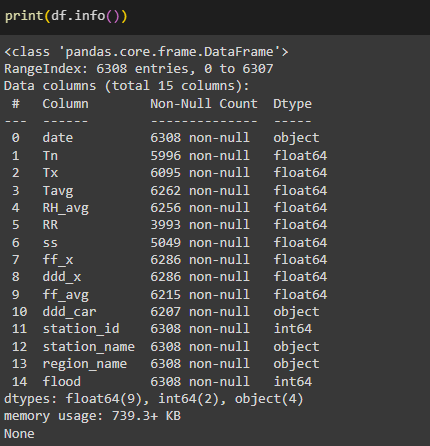 print(df.info())
<class 'pandas.core.frame.DataFrame'>
RangeIndex: 6308 entries, 0 to 6307
Data columns (total 15 columns):
 #   Column        Non-Null Count  Dtype
---  ------        --------------  -----
 0   date          6308 non-null   object
 1   Tn            5996 non-null   float64
 2   Tx            6095 non-null   float64
 3   Tavg          6262 non-null   float64
 4   RH_avg        6256 non-null   float64
 5   RR            3993 non-null   float64
 6   ss            5049 non-null   float64
 7   ff_x          6286 non-null   float64
 8   ddd_x         6286 non-null   float64
 9   ff_avg        6215 non-null   float64
 10  ddd_car       6207 non-null   object
 11  station_id    6308 non-null   int64
 12  station_name  6308 non-null   object
 13  region_name   6308 non-null   object
 14  flood         6308 non-null   int64
dtypes: float64(9), int64(2), object(4)
memory usage: 739.3+ KB
None